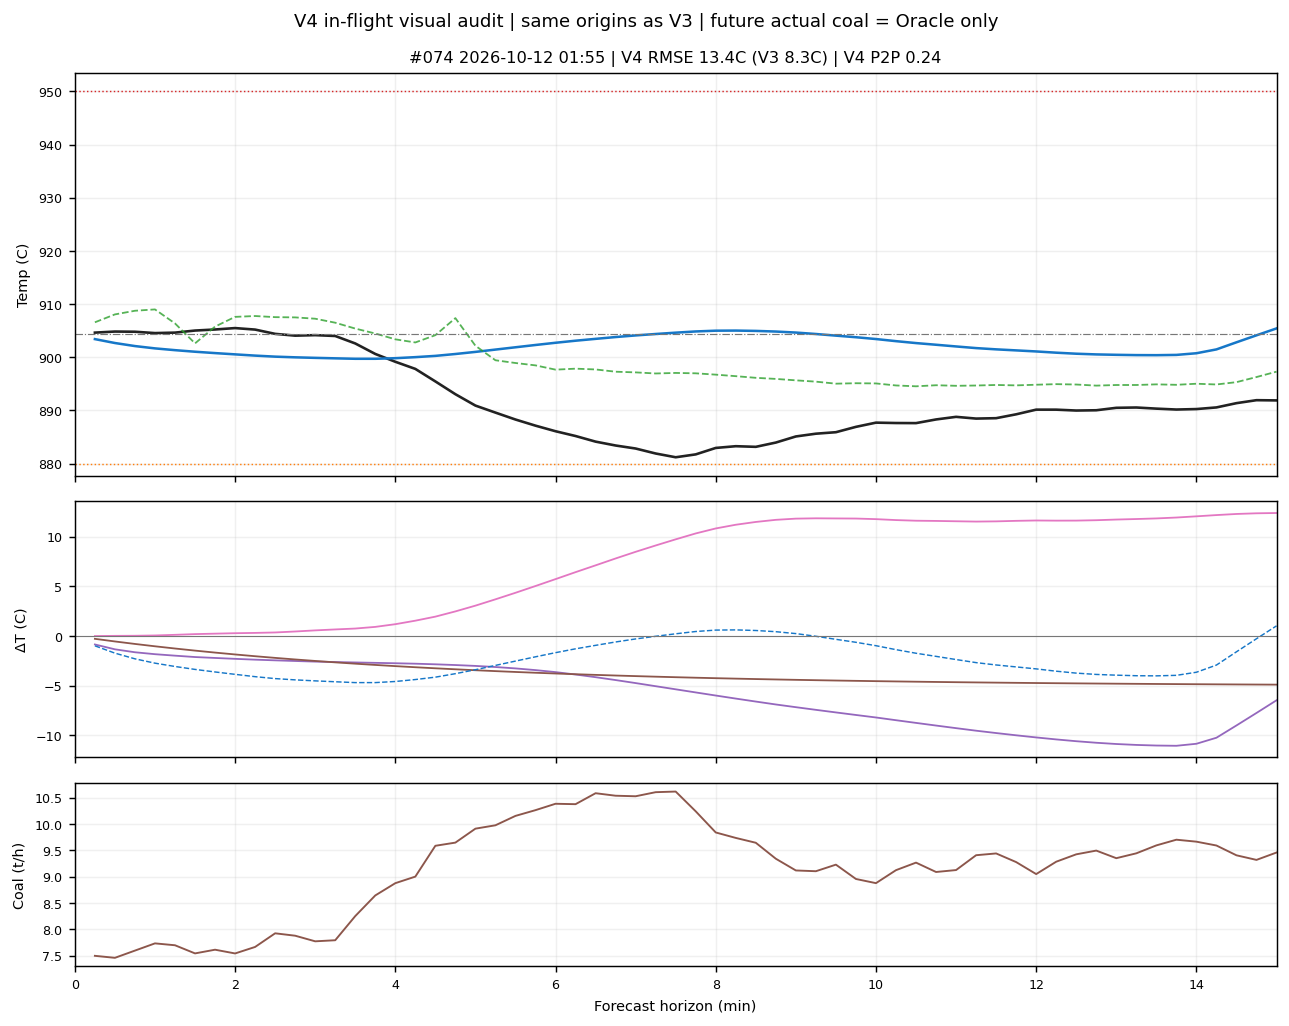 V4 in-flight visual audit | same origins as V3 | future actual coal = Oracle only
#074 2026-10-12 01:55 | V4 RMSE 13.4C (V3 8.3C) | V4 P2P 0.24
950
940
930
920
910
900
890
880
Temp (C)
10
5
0
−5
−10
ΔT (C)
10.5
10.0
9.5
9.0
8.5
8.0
7.5
Coal (t/h)
0 2 4 6 8 10 12 14
Forecast horizon (min)